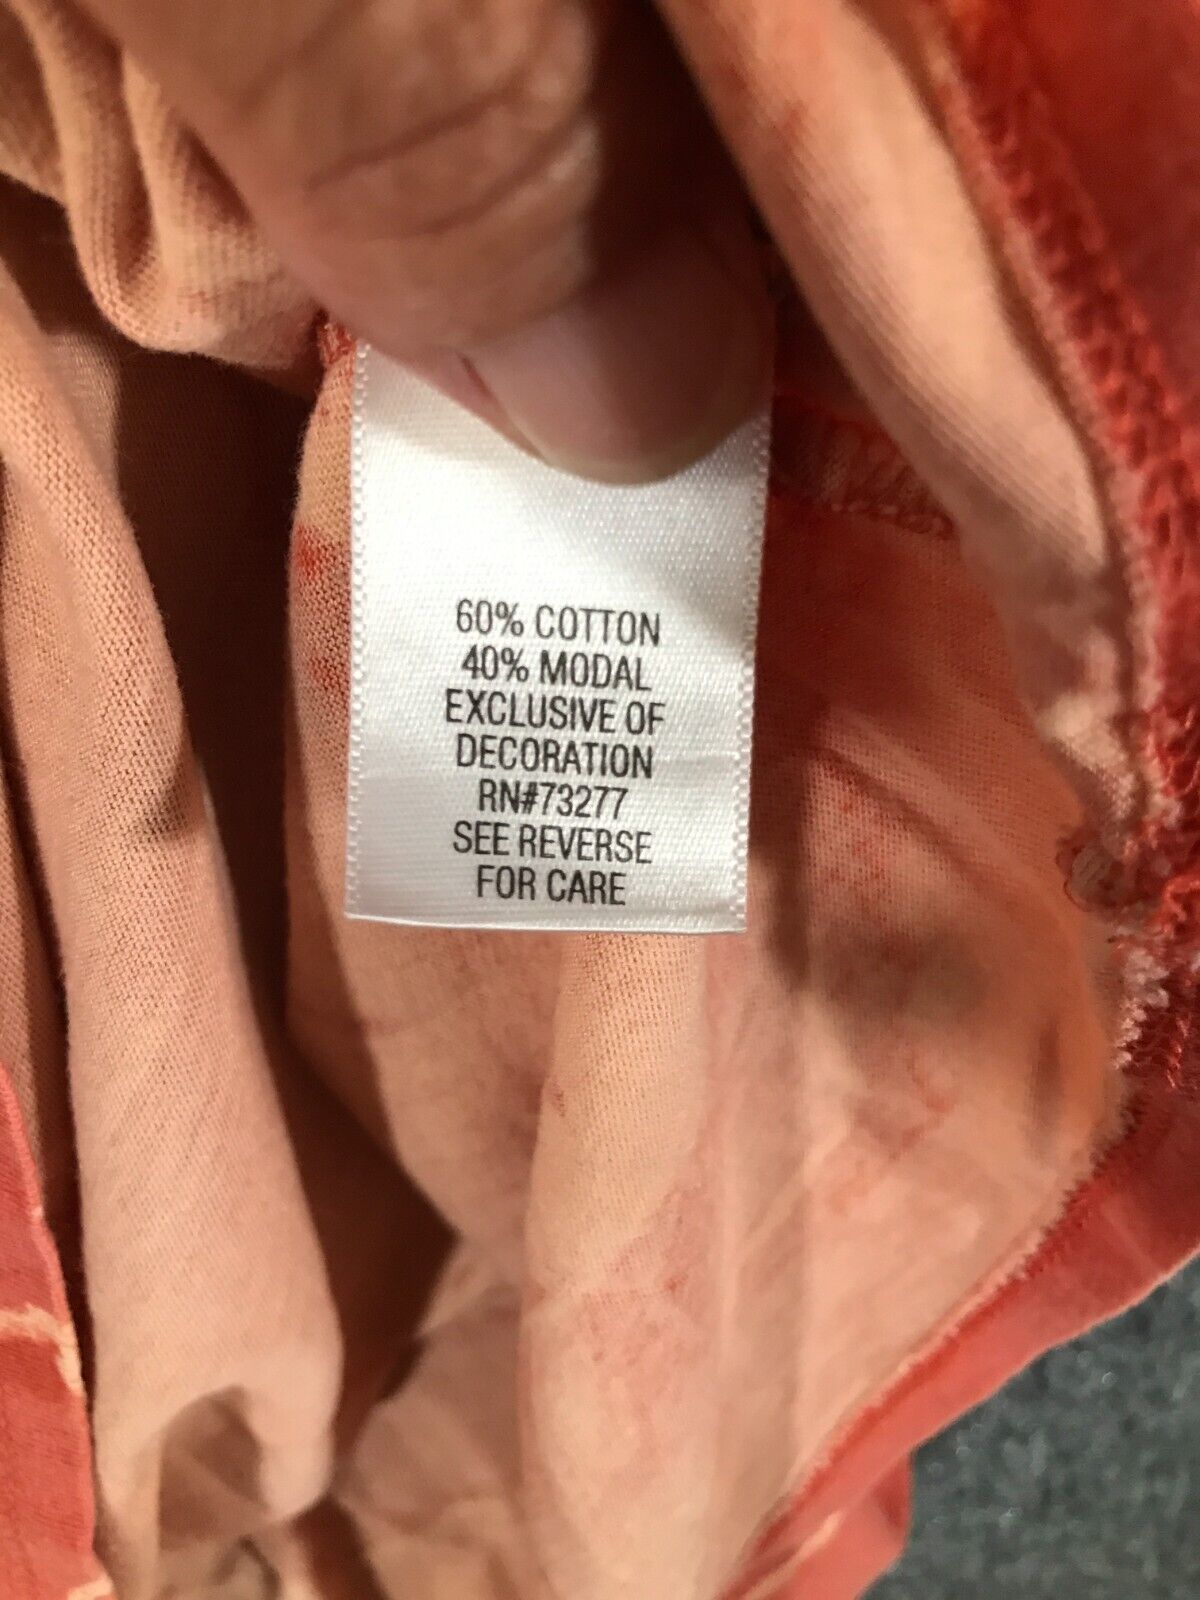 60% COTTON
40% MODAL
EXCLUSIVE OF
DECORATION
RN#73277
SEE REVERSE
FOR CARE